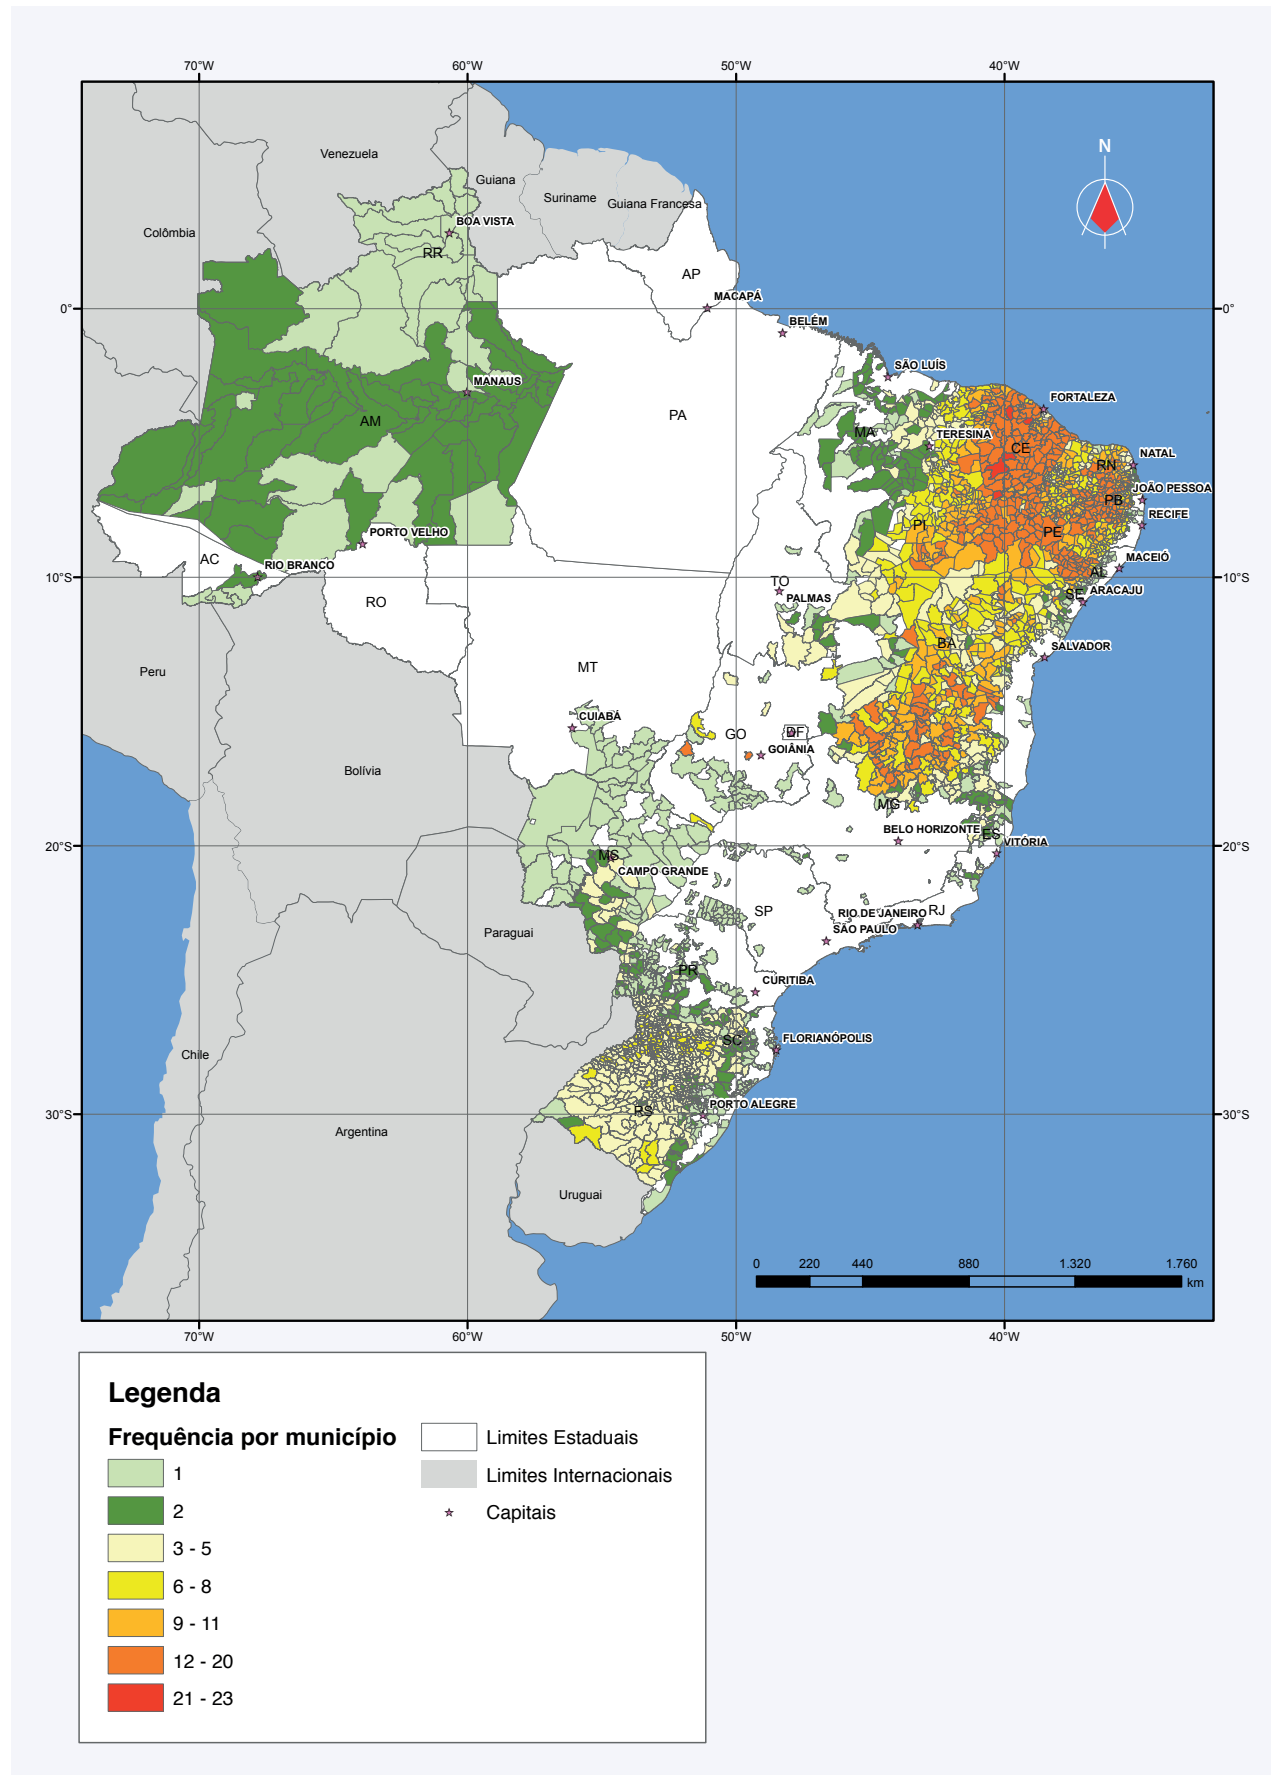 70°W 60°W 50°W 40°W
N
Venezuela
Guiana
Suriname
Guiana Francesa
Colômbia
BOA VISTA
RR
AP
MACAPÁ
0° 0°
BELÉM
SÃO LUÍS
MANAUS
FORTALEZA
AM
PA
MA
TERESINA
CE
NATAL
RN
JOÃO PESSOA
PB
RECIFE
PI
PE
PORTO VELHO
AC
RIO BRANCO
MACEIÓ
AL
10°S 10°S
TO
PALMAS
SE
ARACAJU
RO
BA
SALVADOR
Peru
MT
CUIABÁ
GO
DF
GOIÂNIA
Bolívia
MG
BELO HORIZONTE
ES
VITÓRIA
20°S 20°S
MS
CAMPO GRANDE
SP
RIO DE JANEIRO
RJ
SÃO PAULO
Paraguai
PR
CURITIBA
SC
FLORIANÓPOLIS
Chile
RS
PORTO ALEGRE
30°S 30°S
Argentina
Uruguai
0 220 440 880 1.320 1.760
km
70°W 60°W 50°W 40°W
Legenda
Frequência por município
1
2
3 - 5
6 - 8
9 - 11
12 - 20
21 - 23
Limites Estaduais
Limites Internacionais
Capitais